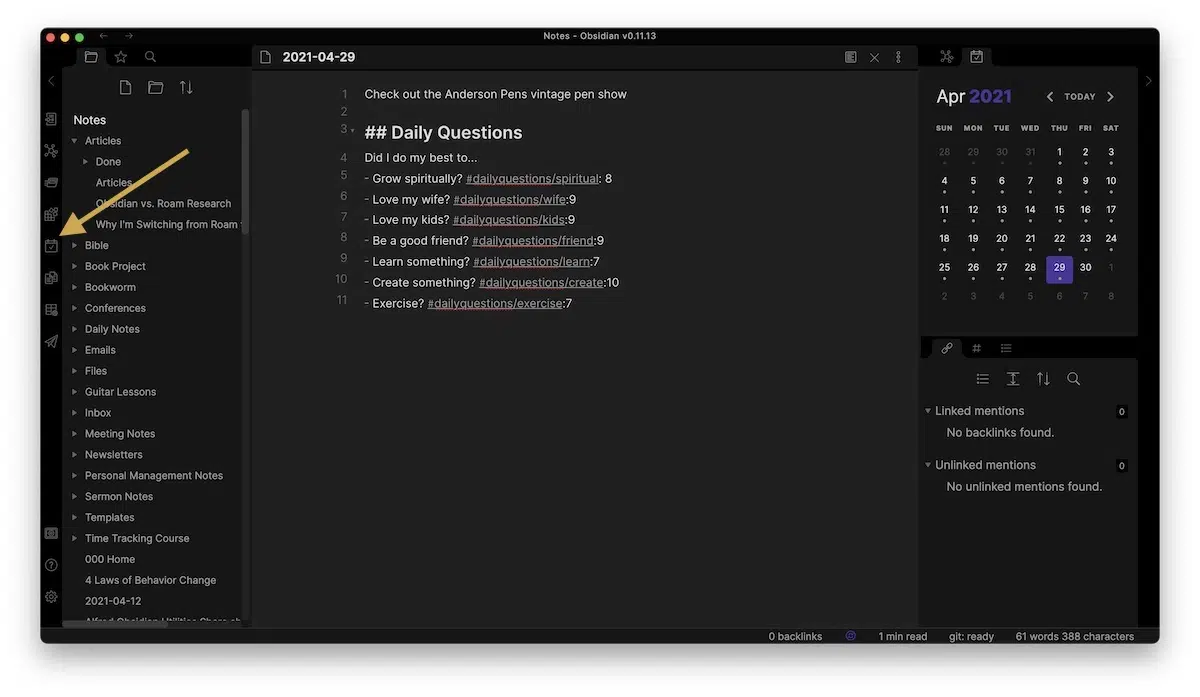 Notes - Obsidian v0.11.13
2021-04-29
Notes
Articles
Done
Articles
Obsidian vs. Roam Research
Why I'm Switching from Roam
Bible
Book Project
Bookworm
Conferences
Daily Notes
Emails
Files
Guitar Lessons
Inbox
Meeting Notes
Newsletters
Personal Management Notes
Sermon Notes
Templates
Time Tracking Course
000 Home
4 Laws of Behavior Change
2021-04-12
1 Check out the Anderson Pens vintage pen show
2
3 ## Daily Questions
4 Did I do my best to...
5 - Grow spiritually? #dailyquestions/spiritual: 8
6 - Love my wife? #dailyquestions/wife:9
7 - Love my kids? #dailyquestions/kids:9
8 - Be a good friend? #dailyquestions/friend:9
9 - Learn something? #dailyquestions/learn:7
10 - Create something? #dailyquestions/create:10
11 - Exercise? #dailyquestions/exercise:7
Apr 2021 TODAY
SUN MON TUE WED THU FRI SAT
28 29 30 31 1 2 3
4 5 6 7 8 9 10
11 12 13 14 15 16 17
18 19 20 21 22 23 24
25 26 27 28 29 30 1
2 3 4 5 6 7 8
Linked mentions 0
No backlinks found.
Unlinked mentions 0
No unlinked mentions found.
0 backlinks 1 min read git: ready 61 words 388 characters